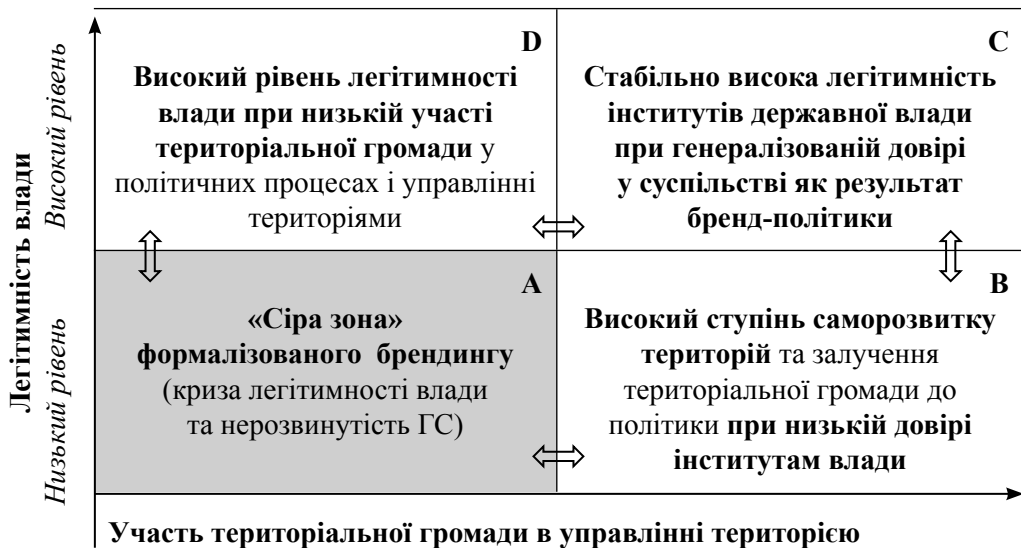 Легітимність влади
Високий рівень
Низький рівень
D
Високий рівень легітимності
влади при низькій участі
територіальної громади у
політичних процесах і управлінні
територіями
C
Стабільно висока легітимність
інститутів державної влади
при генералізованій довірі
у суспільстві як результат
бренд-політики
A
«Сіра зона»
формалізованого брендингу
(криза легітимності влади
та нерозвинутість ГС)
B
Високий ступінь саморозвитку
територій та залучення
територіальної громади до
політики при низькій довірі
інститутам влади
Участь територіальної громади в управлінні територією